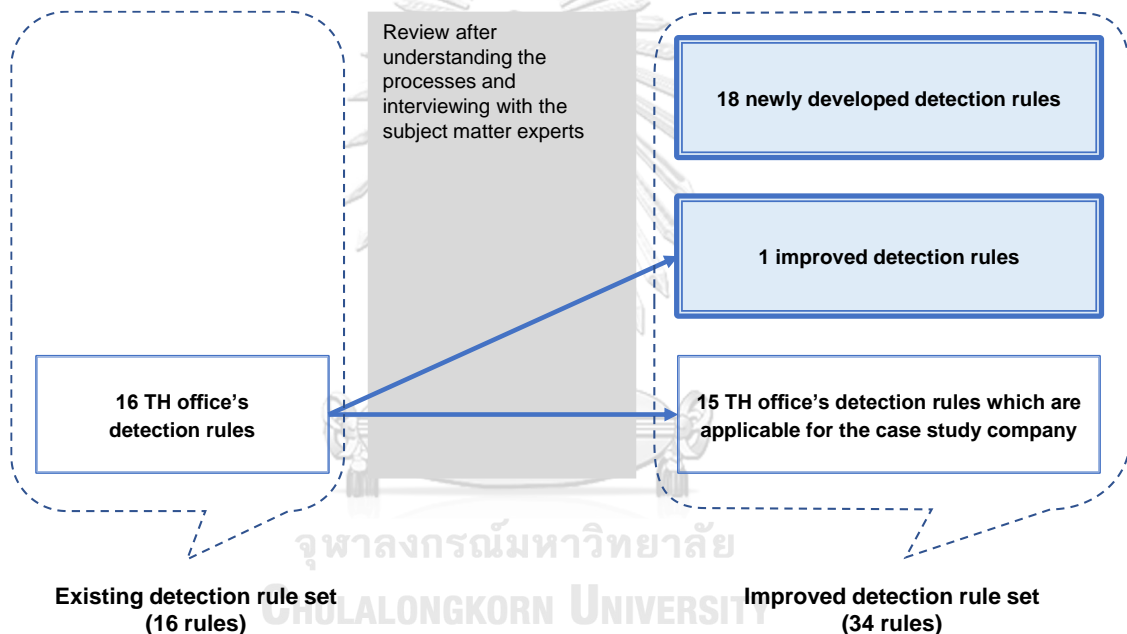 Review after
understanding the
processes and
interviewing with the
subject matter experts
18 newly developed detection rules
1 improved detection rules
16 TH office's
detection rules
15 TH office's detection rules which are
applicable for the case study company
จุฬาลงกรณ์มหาวิทยาลัย
CHULALONGKORN UNIVERSITY
Existing detection rule set
(16 rules)
Improved detection rule set
(34 rules)